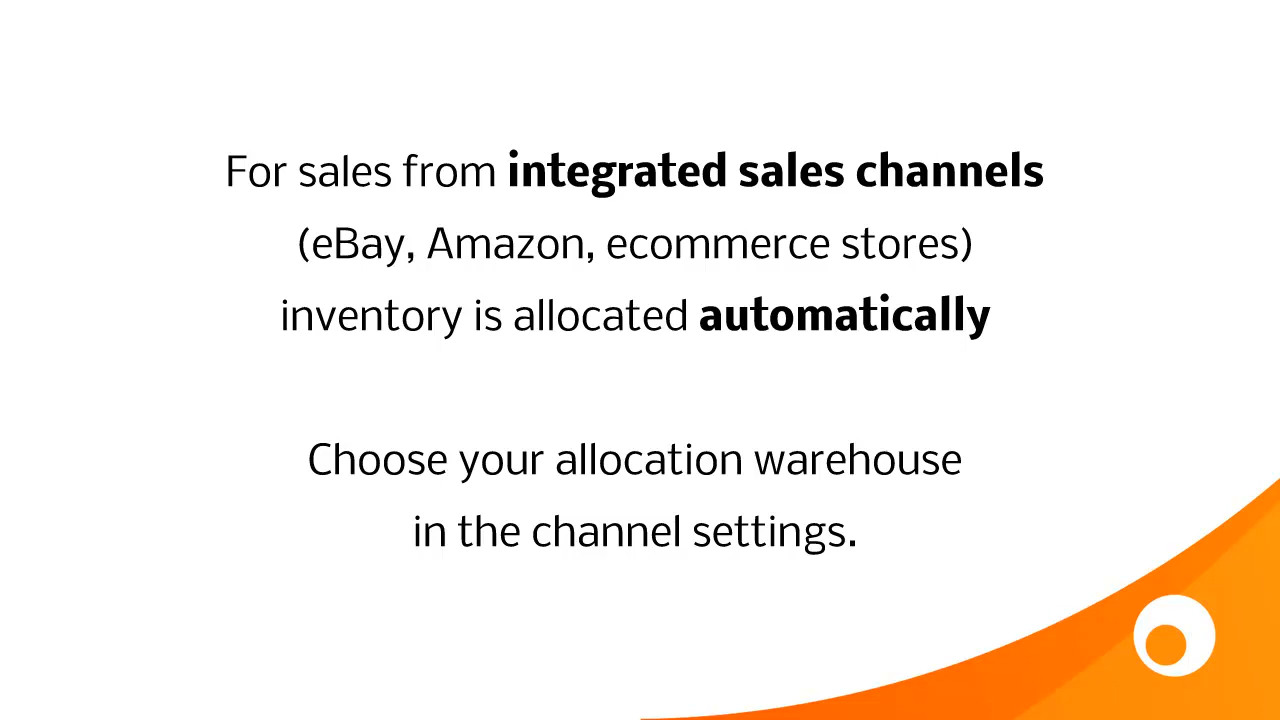 For sales from integrated sales channels
(eBay, Amazon, ecommerce stores)
inventory is allocated automatically
Choose your allocation warehouse
in the channel settings.